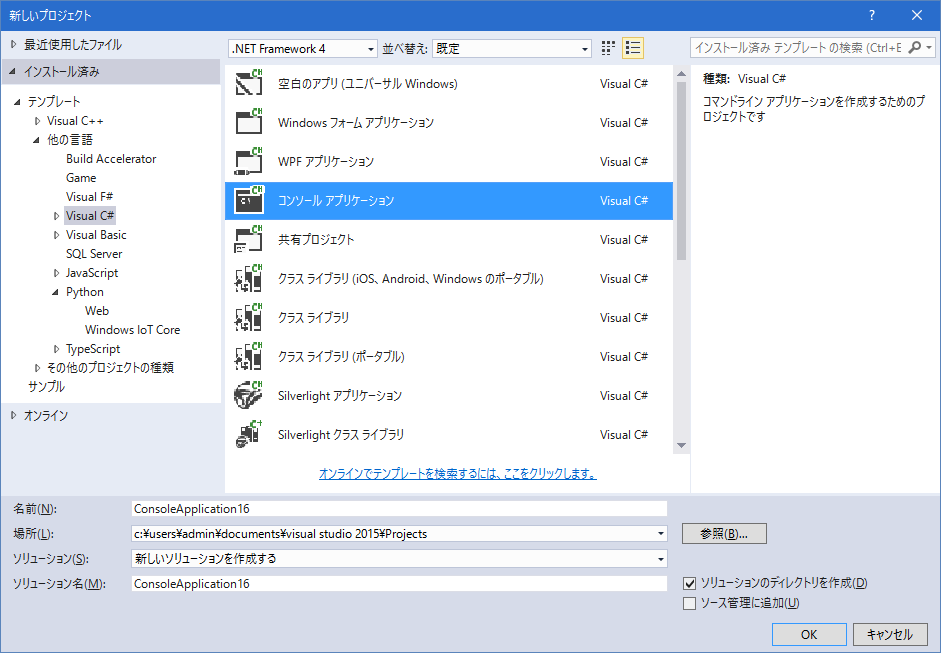 新しいプロジェクト
?
最近使用したファイル
.NET Framework 4
並べ替え:
既定
インストール済み テンプレート の検索 (Ctrl+E
インストール済み
テンプレート
Visual C++
他の言語
Build Accelerator
Game
Visual F#
Visual C#
Visual Basic
SQL Server
JavaScript
Python
Web
Windows IoT Core
TypeScript
その他のプロジェクトの種類
サンプル
オンライン
空白のアプリ (ユニバーサル Windows) Visual C#
Windows フォーム アプリケーション Visual C#
WPF アプリケーション Visual C#
コンソール アプリケーション Visual C#
共有プロジェクト Visual C#
クラス ライブラリ (iOS、Android、Windows のポータブル) Visual C#
クラス ライブラリ Visual C#
クラス ライブラリ (ポータブル) Visual C#
Silverlight アプリケーション Visual C#
Silverlight クラス ライブラリ Visual C#
オンラインでテンプレートを検索するには、ここをクリックします。
種類: Visual C#
コマンドライン アプリケーションを作成するためのプ
ロジェクトです
名前(N): ConsoleApplication16
場所(L): c:¥users¥admin¥documents¥visual studio 2015¥Projects
参照(B)...
ソリューション(S): 新しいソリューションを作成する
ソリューション名(M): ConsoleApplication16
ソリューションのディレクトリを作成(D)
ソース管理に追加(U)
OK
キャンセル